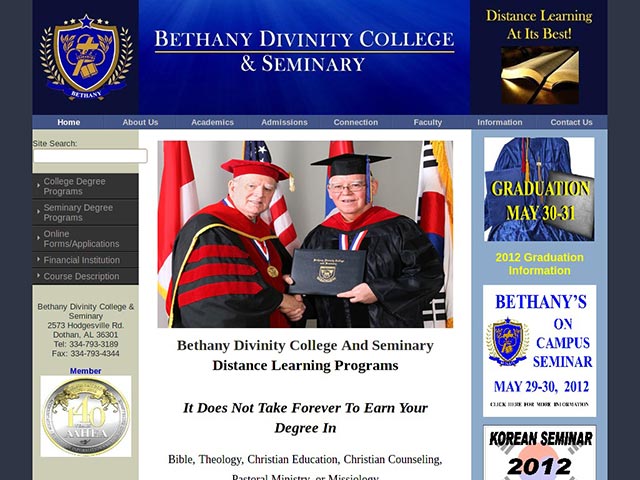 BETHANY DIVINITY COLLEGE
& SEMINARY
Distance Learning
At Its Best!
BETHANY
Home
About Us
Academics
Admissions
Connection
Faculty
Information
Contact Us
Site Search:
College Degree
Programs
Seminary Degree
Programs
Online
Forms/Applications
Financial Institution
Course Description
Bethany Divinity College &
Seminary
2573 Hodgesville Rd.
Dothan, AL 36301
Tel: 334-793-3189
Fax: 334-793-4344
Member
Bethany Divinity College And Seminary
Distance Learning Programs
It Does Not Take Forever To Earn Your
Degree In
Bible, Theology, Christian Education, Christian Counseling,
Pastoral Ministry, or Missiology
GRADUATION
MAY 30-31
2012 Graduation
Information
BETHANY'S
ON
CAMPUS
SEMINAR
MAY 29-30, 2012
CLICK HERE FOR MORE INFORMATION
KOREAN SEMINAR
2012